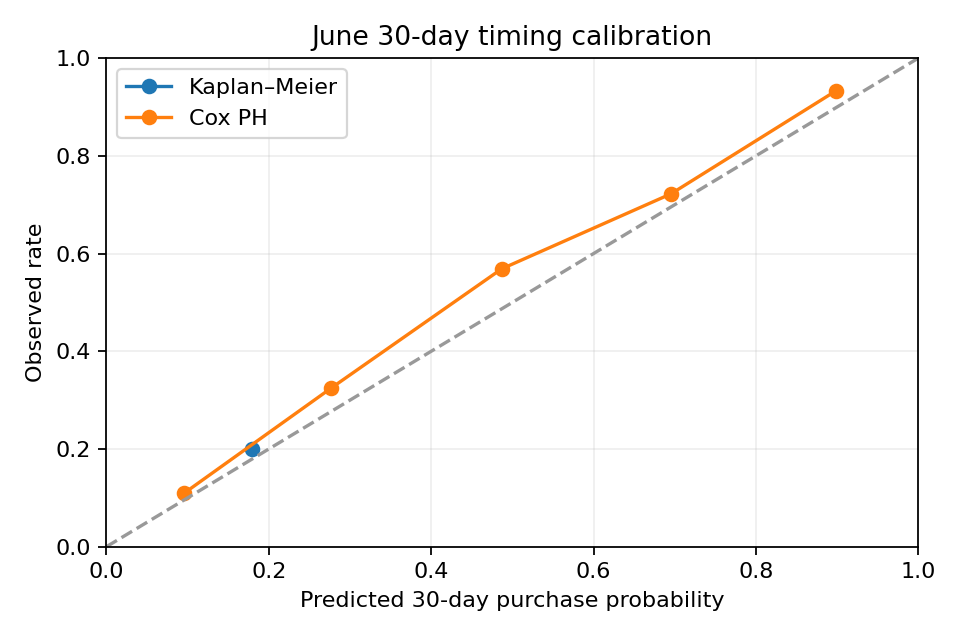 June 30-day timing calibration
Kaplan–Meier
Cox PH
1.0
0.8
0.6
0.4
0.2
0.0
Observed rate
0.0 0.2 0.4 0.6 0.8 1.0
Predicted 30-day purchase probability